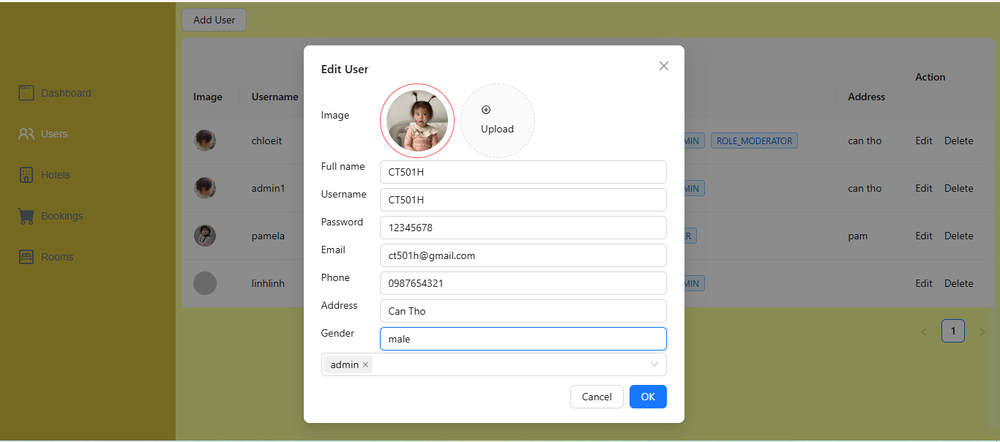 Add User
Dashboard
Users
Hotels
Bookings
Rooms
Image Username Address Action
chloeit MIN ROLE_MODERATOR can tho Edit Delete
admin1 MIN can tho Edit Delete
pamela ER pam Edit Delete
linhlinh MIN Edit Delete
1
Edit User
Image
Upload
Full name CT501H
Username CT501H
Password 12345678
Email ct501h@gmail.com
Phone 0987654321
Address Can Tho
Gender male
admin
Cancel OK